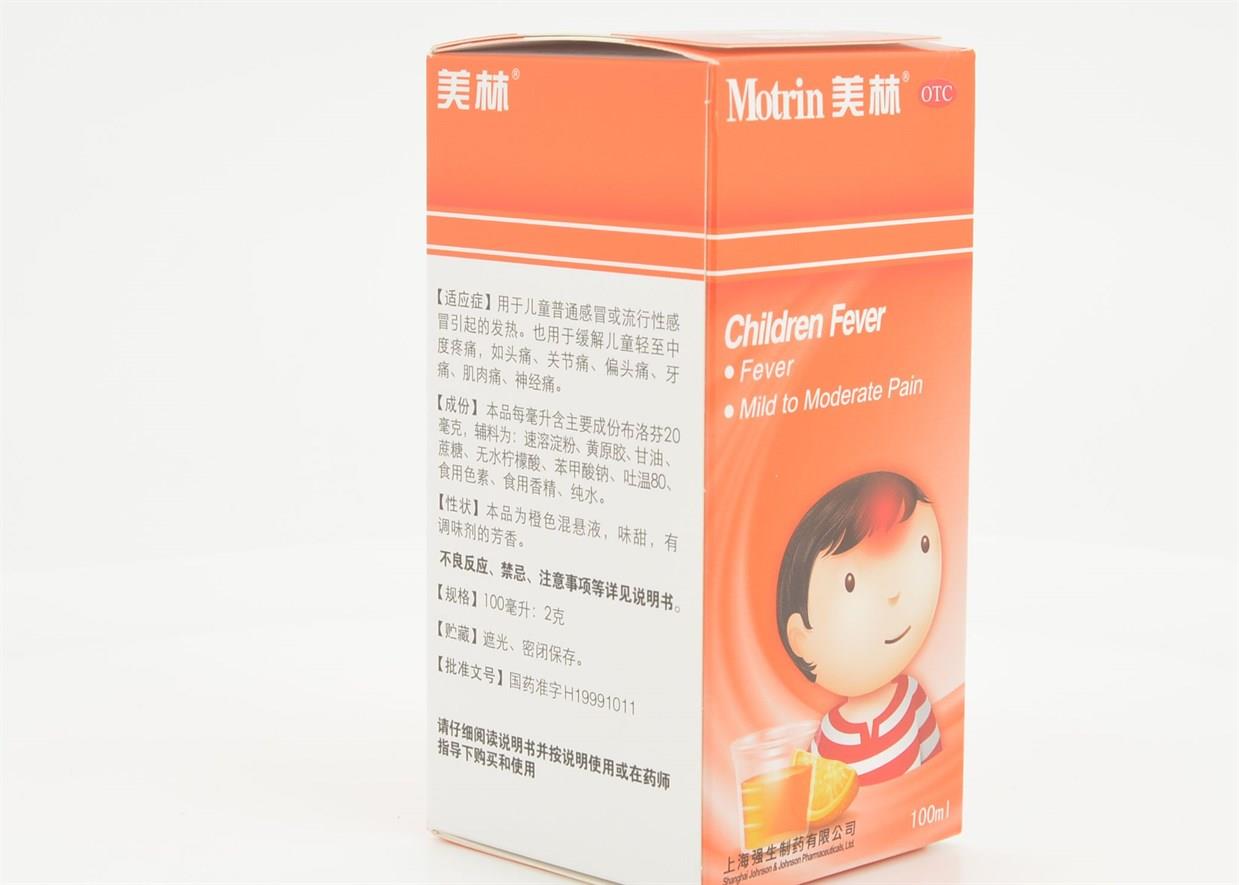 美林®
【适应症】用于儿童普通感冒或流行性感
冒引起的发热。也用于缓解儿童轻至中
度疼痛，如头痛、关节痛、偏头痛、牙
痛、肌肉痛、神经痛。
【成份】本品每毫升含主要成份布洛芬20
毫克，辅料为：速溶淀粉、黄原胶、甘油、
蔗糖、无水柠檬酸、苯甲酸钠、吐温80、
食用色素、食用香精、纯水。
【性状】本品为橙色混悬液，味甜，有
调味剂的芳香。
不良反应、禁忌、注意事项等详见说明书。
【规格】100毫升：2克
【贮藏】遮光、密闭保存。
【批准文号】国药准字H19991011
请仔细阅读说明书并按说明使用或在药师
指导下购买和使用
Motrin 美林® OTC
Children Fever
• Fever
• Mild to Moderate Pain
100ml
上海强生制药有限公司
Shanghai Johnson & Johnson Pharmaceuticals, Ltd.